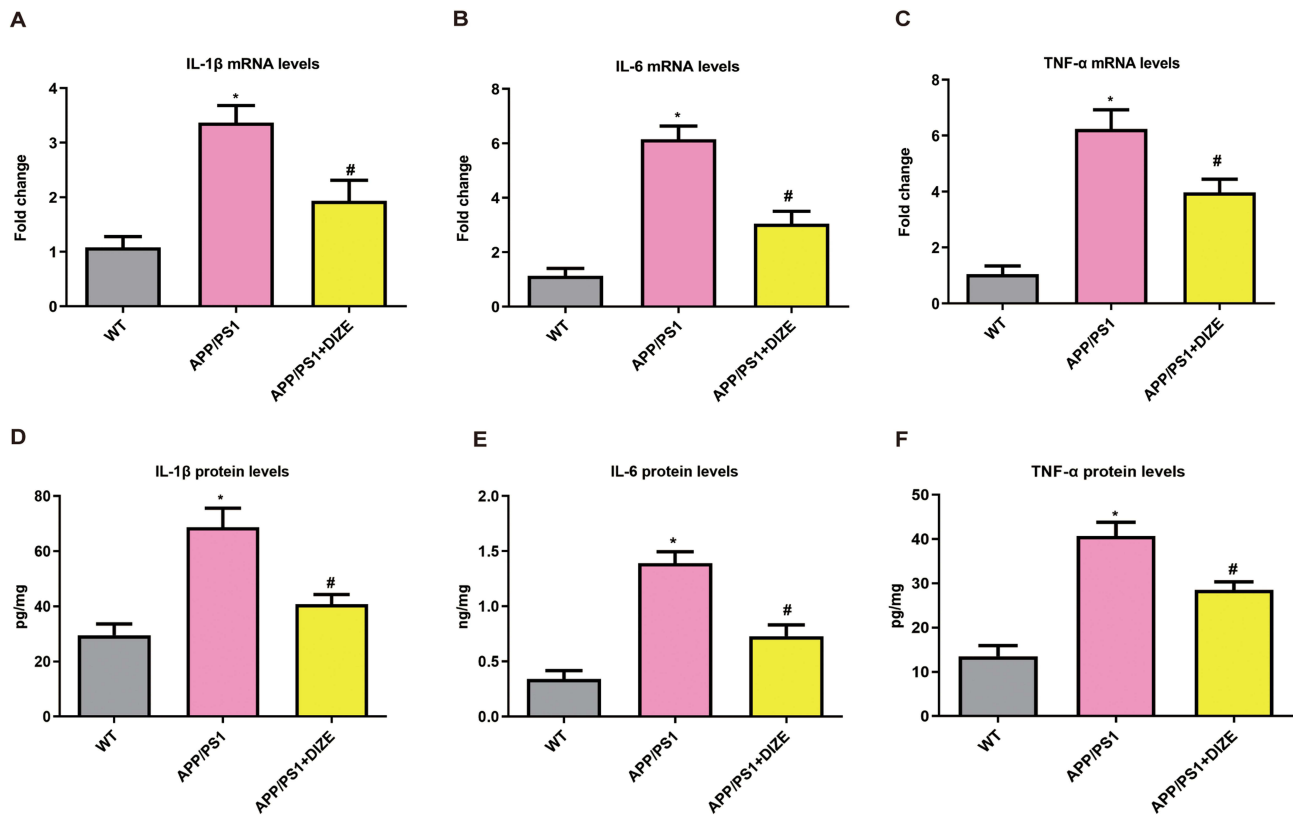 A
IL-1β mRNA levels
Fold change
4
3
2
1
0
*
#
WT
APP/PS1
APP/PS1+DIZE
B
IL-6 mRNA levels
Fold change
8
6
4
2
0
*
#
WT
APP/PS1
APP/PS1+DIZE
C
TNF-α mRNA levels
Fold change
8
6
4
2
0
*
#
WT
APP/PS1
APP/PS1+DIZE
D
IL-1β protein levels
pg/mg
80
60
40
20
0
*
#
WT
APP/PS1
APP/PS1+DIZE
E
IL-6 protein levels
ng/mg
2.0
1.5
1.0
0.5
0.0
*
#
WT
APP/PS1
APP/PS1+DIZE
F
TNF-α protein levels
pg/mg
50
40
30
20
10
0
*
#
WT
APP/PS1
APP/PS1+DIZE